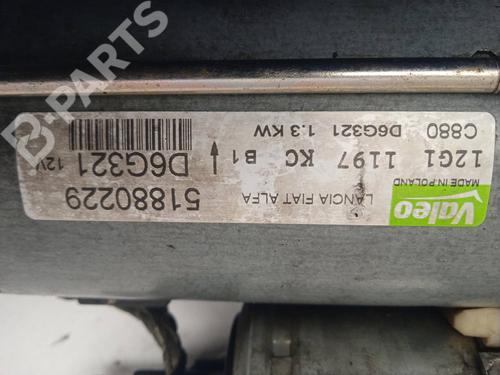 Valeo
MADE IN POLAND
LANCIA FIAT ALFA
12G1 1197 KC B1
C880 D6G321 1.3 KW
51880229
D6G321 12V
B-PARTS